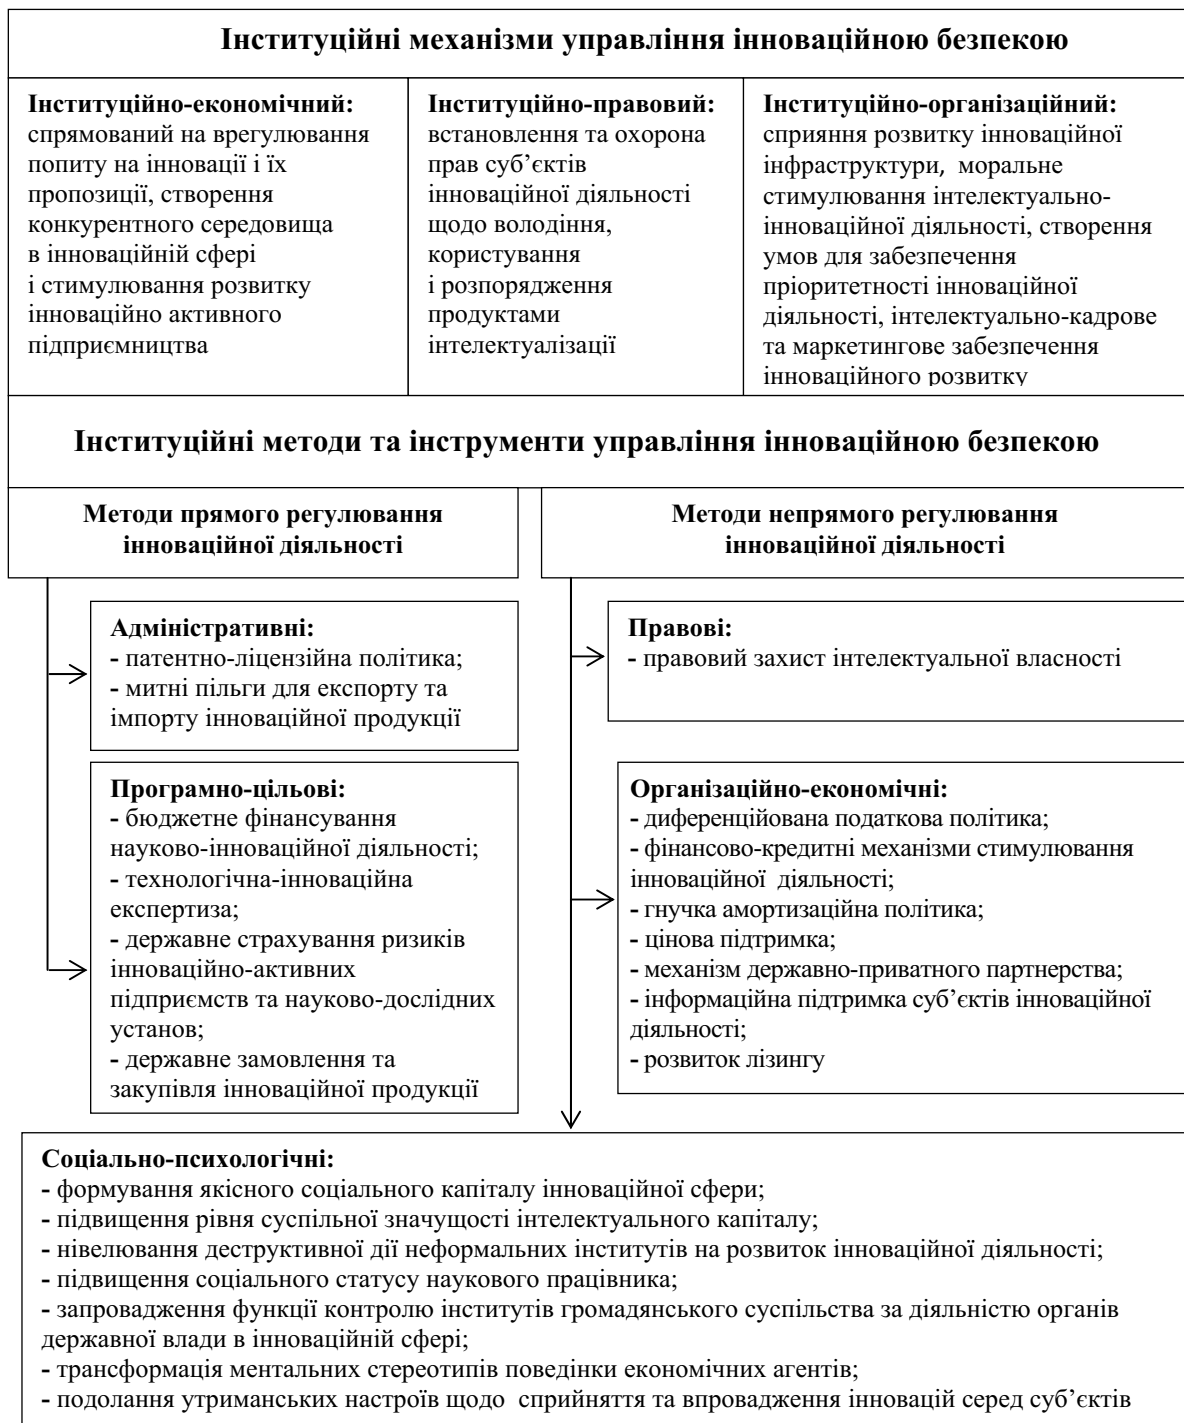 Інституційні механізми управління інноваційною безпекою
Інституційно-економічний:
спрямований на врегулювання
попиту на інновації і їх
пропозиції, створення
конкурентного середовища
в інноваційній сфері
і стимулювання розвитку
інноваційно активного
підприємництва
Інституційно-правовий:
встановлення та охорона
прав суб’єктів
інноваційної діяльності
щодо володіння,
користування
і розпорядження
продуктами
інтелектуалізації
Інституційно-організаційний:
сприяння розвитку інноваційної
інфраструктури, моральне
стимулювання інтелектуально-
інноваційної діяльності, створення
умов для забезпечення
пріоритетності інноваційної
діяльності, інтелектуально-кадрове
та маркетингове забезпечення
інноваційного розвитку
Інституційні методи та інструменти управління інноваційною безпекою
Методи прямого регулювання
інноваційної діяльності
Адміністративні:
- патентно-ліцензійна політика;
- митні пільги для експорту та
імпорту інноваційної продукції
Програмно-цільові:
- бюджетне фінансування
науково-інноваційної діяльності;
- технологічна-інноваційна
експертиза;
- державне страхування ризиків
інноваційно-активних
підприємств та науково-дослідних
установ;
- державне замовлення та
закупівля інноваційної продукції
Методи непрямого регулювання
інноваційної діяльності
Правові:
- правовий захист інтелектуальної власності
Організаційно-економічні:
- диференційована податкова політика;
- фінансово-кредитні механізми стимулювання
інноваційної діяльності;
- гнучка амортизаційна політика;
- цінова підтримка;
- механізм державно-приватного партнерства;
- інформаційна підтримка суб’єктів інноваційної
діяльності;
- розвиток лізингу
Соціально-психологічні:
- формування якісного соціального капіталу інноваційної сфери;
- підвищення рівня суспільної значущості інтелектуального капіталу;
- нівелювання деструктивної дії неформальних інститутів на розвиток інноваційної діяльності;
- підвищення соціального статусу наукового працівника;
- запровадження функції контролю інститутів громадянського суспільства за діяльністю органів
державної влади в інноваційній сфері;
- трансформація ментальних стереотипів поведінки економічних агентів;
- подолання утриманських настроїв щодо сприйняття та впровадження інновацій серед суб’єктів